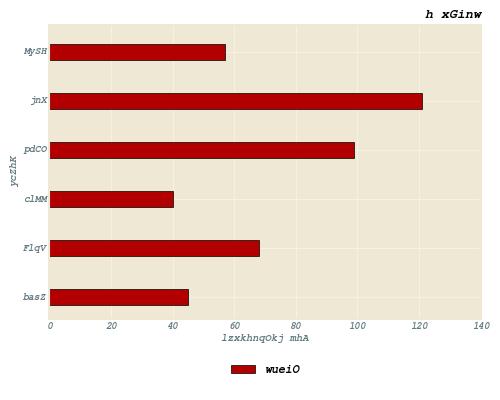 h xGinw
MySH
jnX
pdCO
clMM
FlqV
basZ
yczhK
0 20 40 60 80 100 120 140
lzxkhnqOkj mhA
wueiO